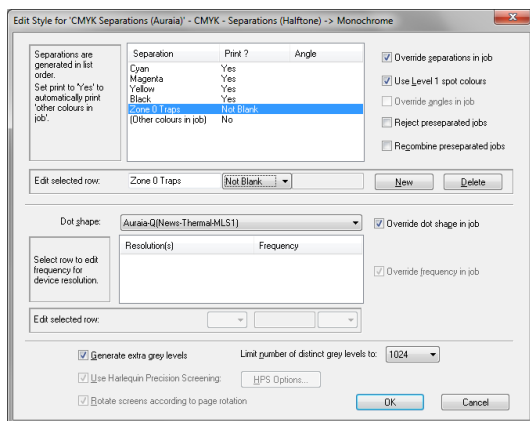 Edit Style for 'CMYK Separations (Auraia)' - CMYK - Separations (Halftone) -> Monochrome
Separations are
generated in list
order.
Set print to 'Yes' to
automatically print
'other colours in
job'.
Separation Print ? Angle
Cyan Yes
Magenta Yes
Yellow Yes
Black Yes
Zone 0 Traps Not Blank
(Other colours in job) No
Override separations in job
Use Level 1 spot colours
Override angles in job
Reject preseparated jobs
Recombine preseparated jobs
Edit selected row: Zone 0 Traps Not Blank New Delete
Dot shape: Auraia-Q(News-Thermal-MLS1) Override dot shape in job
Select row to edit
frequency for
device resolution.
Resolution(s) Frequency
Override frequency in job
Edit selected row:
Generate extra grey levels Limit number of distinct grey levels to: 1024
Use Harlequin Precision Screening: HPS Options...
Rotate screens according to page rotation OK Cancel